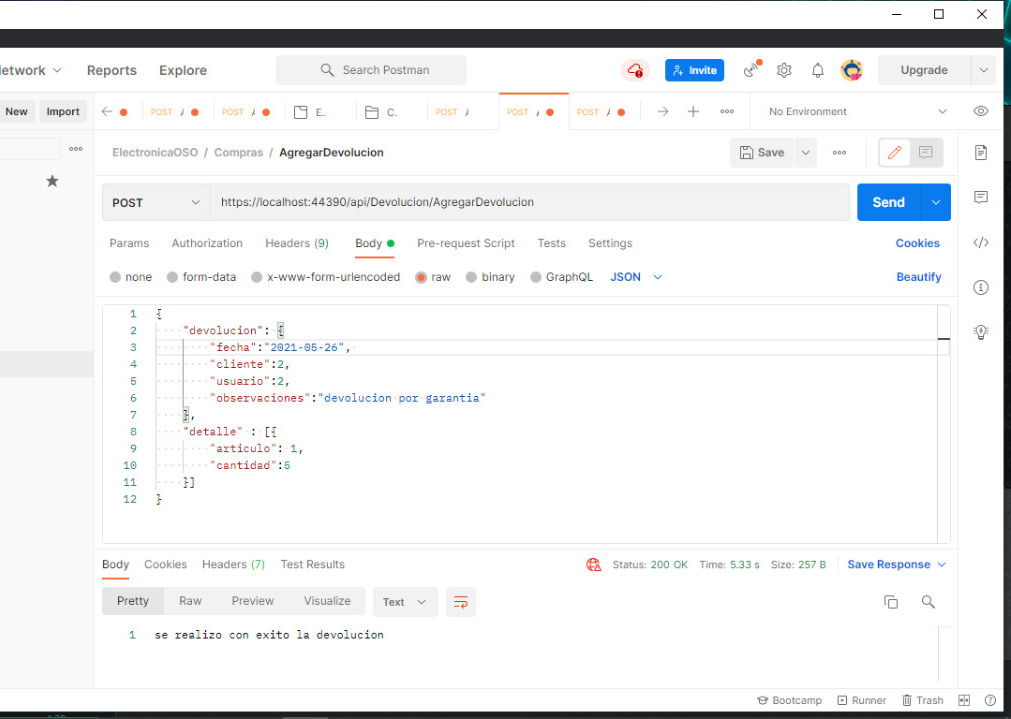 Network Reports Explore Search Postman Invite Upgrade
New Import POST POST E.. C. POST POST POST No Environment
ElectronicaOSO / Compras / AgregarDevolucion Save
POST https://localhost:44390/api/Devolucion/AgregarDevolucion Send
Params Authorization Headers (9) Body Pre-request Script Tests Settings Cookies
none form-data x-www-form-urlencoded raw binary GraphQL JSON Beautify
1 {
2 "devolucion": {
3 "fecha":"2021-05-26",
4 "cliente":2,
5 "usuario":2,
6 "observaciones":"devolucion por garantia"
7 },
8 "detalle" : [{
9 "articulo": 1,
10 "cantidad":5
11 }]
12 }
Body Cookies Headers (7) Test Results Status: 200 OK Time: 5.33 s Size: 257 B Save Response
Pretty Raw Preview Visualize Text
1 se realizo con exito la devolucion
Bootcamp Runner Trash